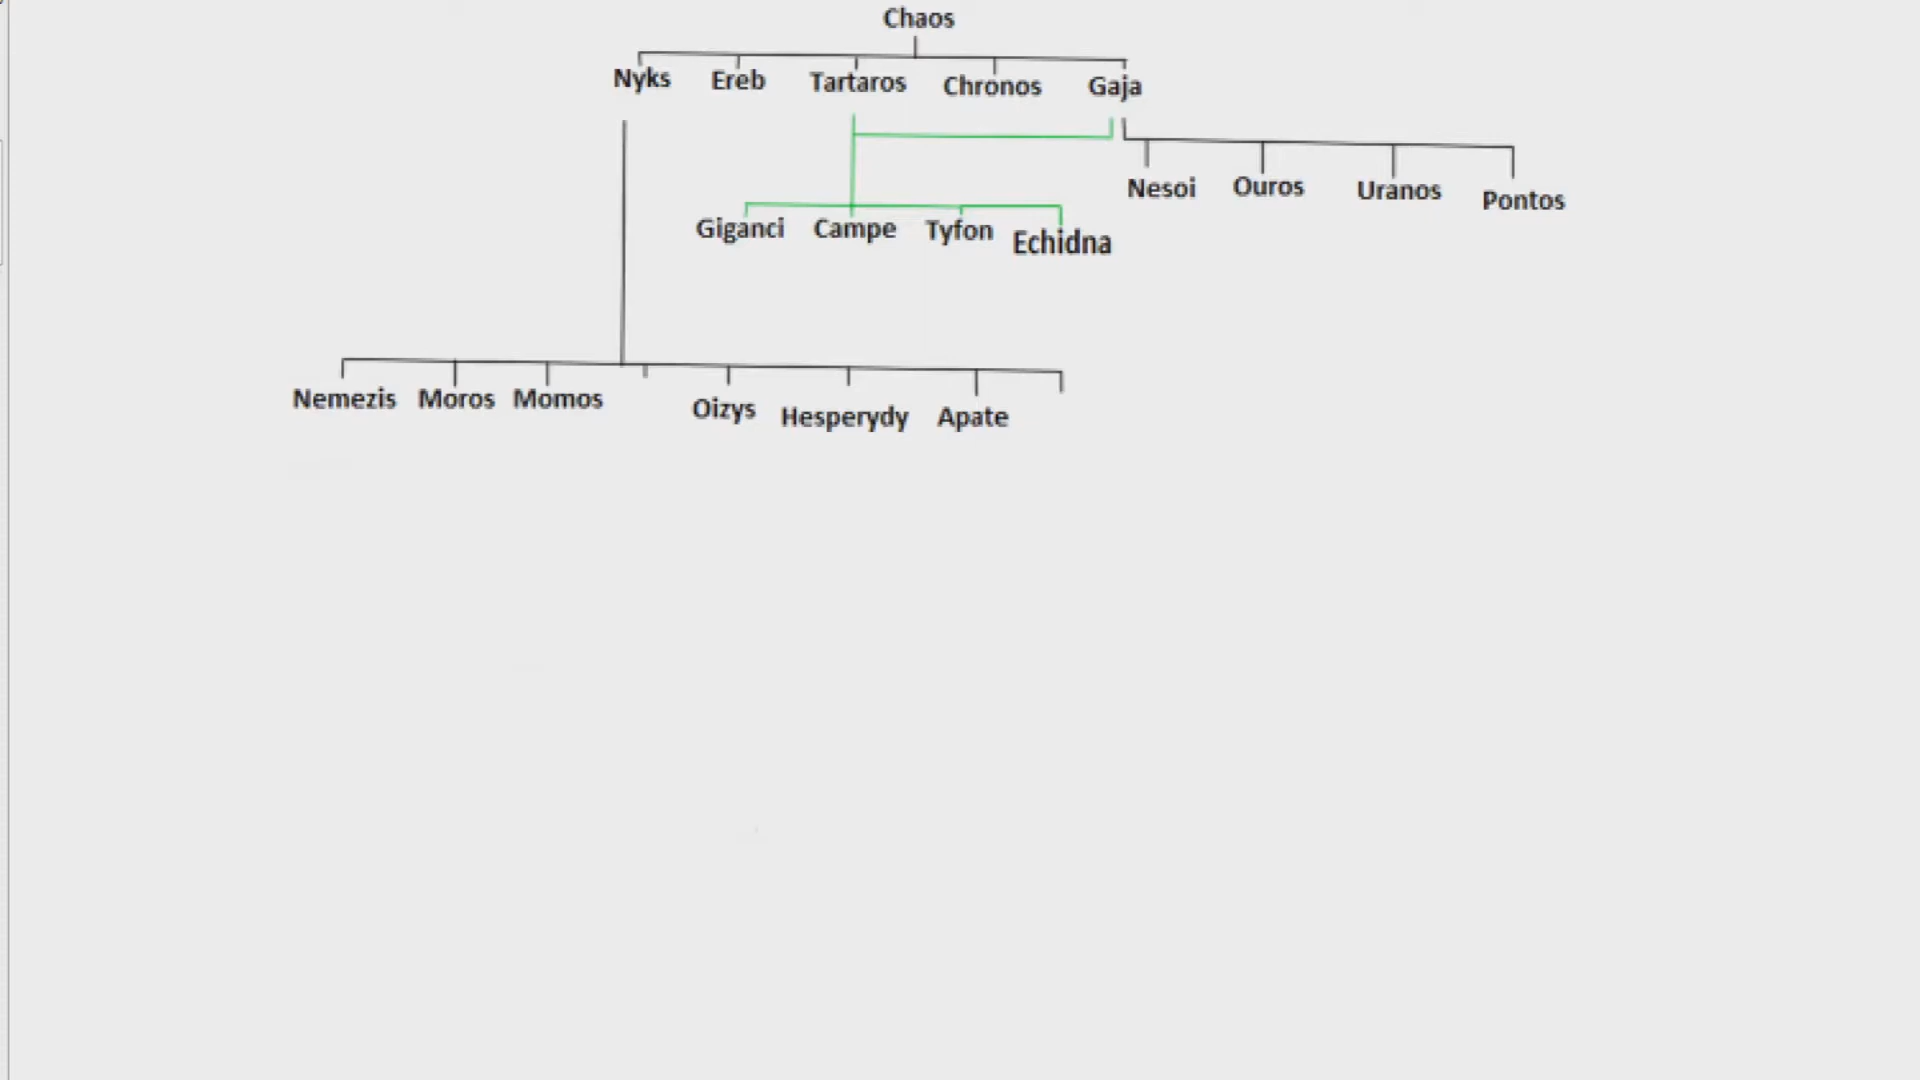 Chaos
Nyks Ereb Tartaros Chronos Gaja
Nesoi Ouros Uranos Pontos
Giganci Campe Tyfon Echidna
Nemezis Moros Momos Oizys Hesperydy Apate